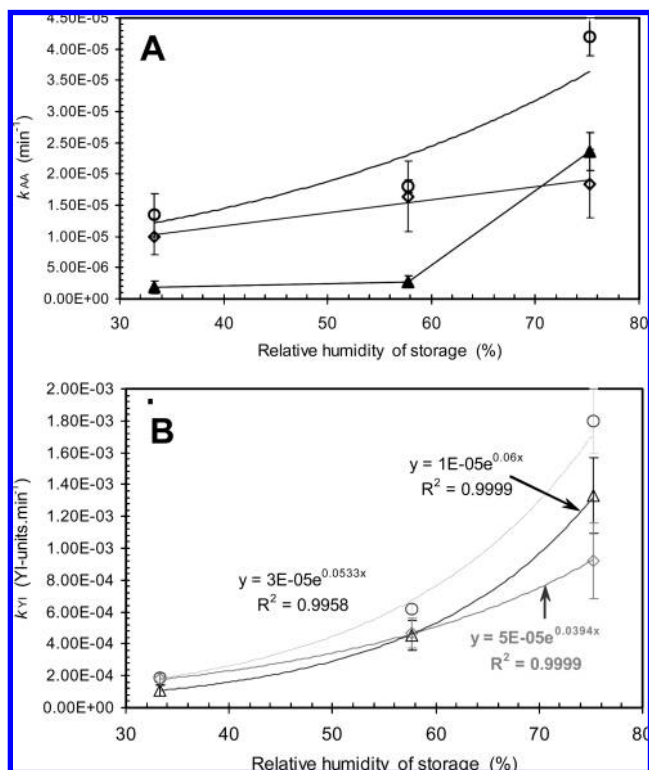 4.50E-05
A
4.00E-05
3.50E-05
3.00E-05
2.50E-05
2.00E-05
1.50E-05
1.00E-05
5.00E-06
0.00E+00
k AA (min-1)
30 40 50 60 70 80
Relative humidity of storage (%)
2.00E-03
B
1.80E-03
1.60E-03
1.40E-03
1.20E-03
1.00E-03
8.00E-04
6.00E-04
4.00E-04
2.00E-04
0.00E+00
k YI (YI-units.min-1)
y = 1E-05e0.06x
R2 = 0.9999
y = 3E-05e0.0533x
R2 = 0.9958
y = 5E-05e0.0394x
R2 = 0.9999
30 40 50 60 70 80
Relative humidity of storage (%)